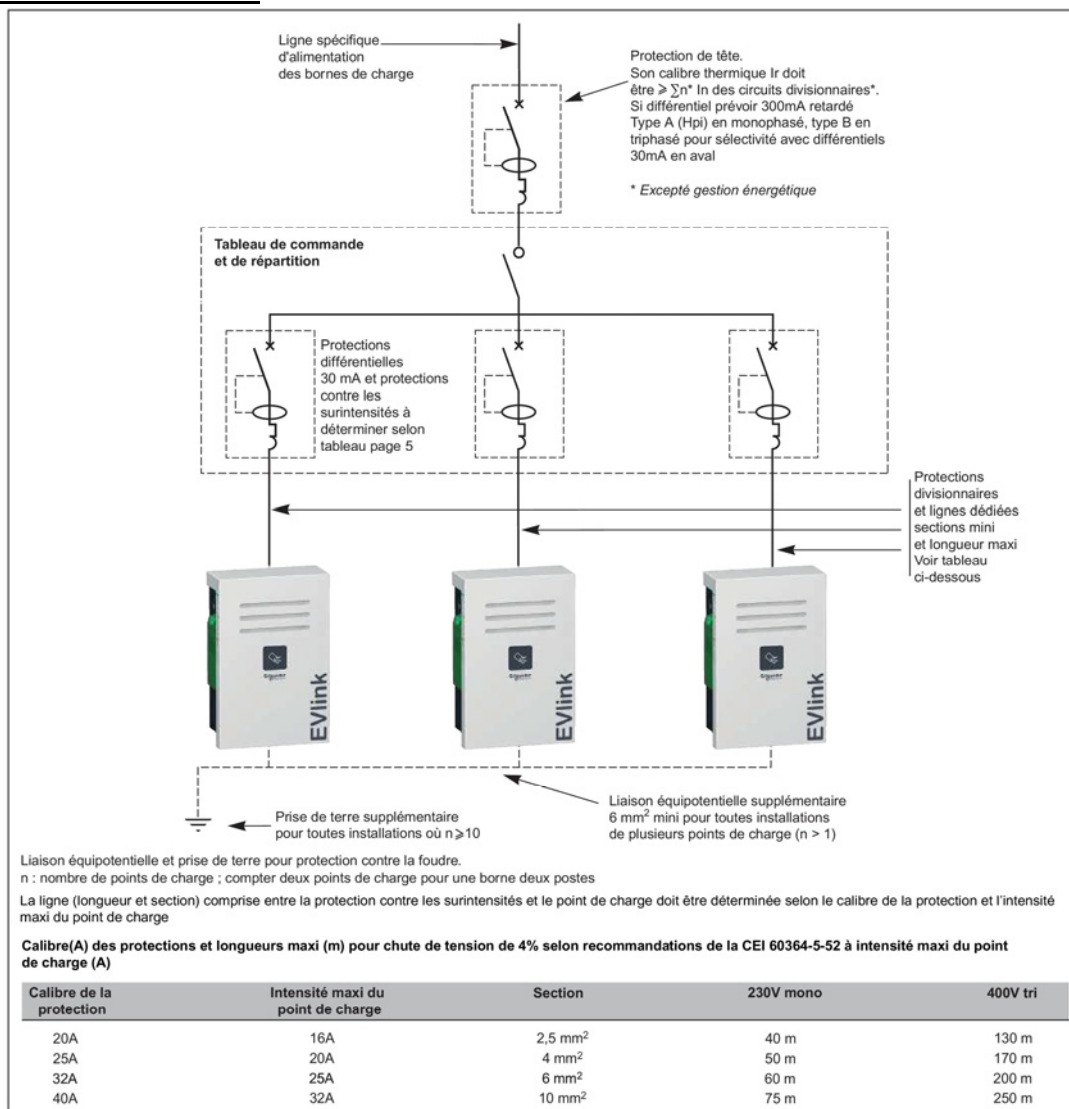 Ligne spécifique
d'alimentation
des bornes de charge
Protection de tête.
Son calibre thermique Ir doit
être ⩾ ∑n* In des circuits divisionnaires*.
Si différentiel prévoir 300mA retardé
Type A (Hpi) en monophasé, type B en
triphasé pour sélectivité avec différentiels
30mA en aval
* Excepté gestion énergétique
Tableau de commande
et de répartition
Protections
différentielles
30 mA et protections
contre les
surintensités à
déterminer selon
tableau page 5
Protections
divisionnaires
et lignes dédiées
sections mini
et longueur maxi
Voir tableau
ci-dessous
Schneider
EVlink
Schneider
EVlink
Schneider
EVlink
Prise de terre supplémentaire
pour toutes installations où n⩾10
Liaison équipotentielle supplémentaire
6 mm² mini pour toutes installations
de plusieurs points de charge (n > 1)
Liaison équipotentielle et prise de terre pour protection contre la foudre.
n : nombre de points de charge ; compter deux points de charge pour une borne deux postes
La ligne (longueur et section) comprise entre la protection contre les surintensités et le point de charge doit être déterminée selon le calibre de la protection et l'intensité
maxi du point de charge
Calibre(A) des protections et longueurs maxi (m) pour chute de tension de 4% selon recommandations de la CEI 60364-5-52 à intensité maxi du point
de charge (A)
Calibre de la protection Intensité maxi du point de charge Section 230V mono 400V tri
20A 16A 2,5 mm² 40 m 130 m
25A 20A 4 mm² 50 m 170 m
32A 25A 6 mm² 60 m 200 m
40A 32A 10 mm² 75 m 250 m